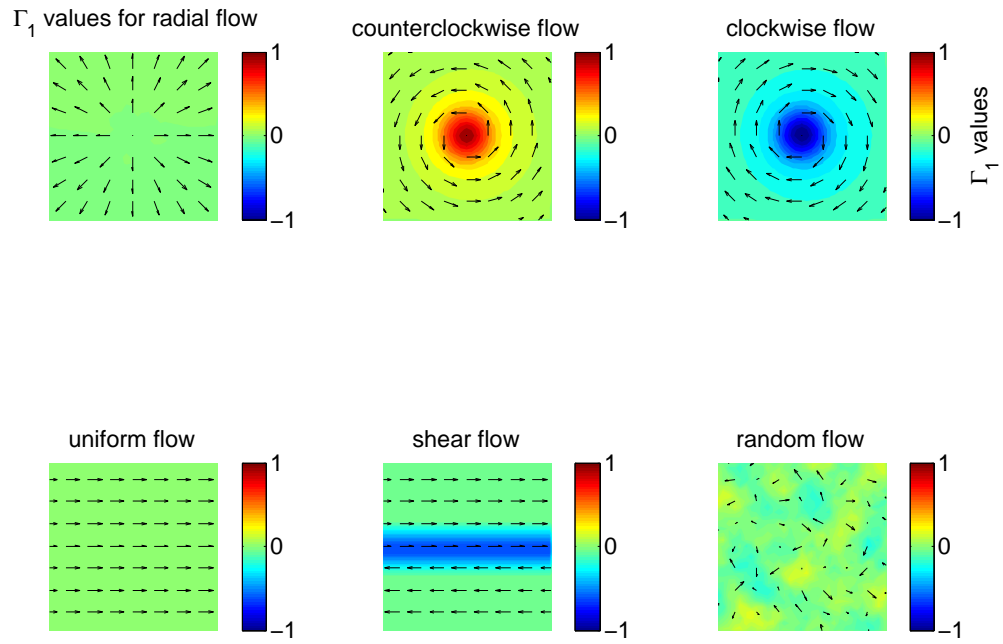 Γ1 values for radial flow
1
0
−1
counterclockwise flow
1
0
−1
clockwise flow
1
0
−1
Γ1 values
uniform flow
1
0
−1
shear flow
1
0
−1
random flow
1
0
−1